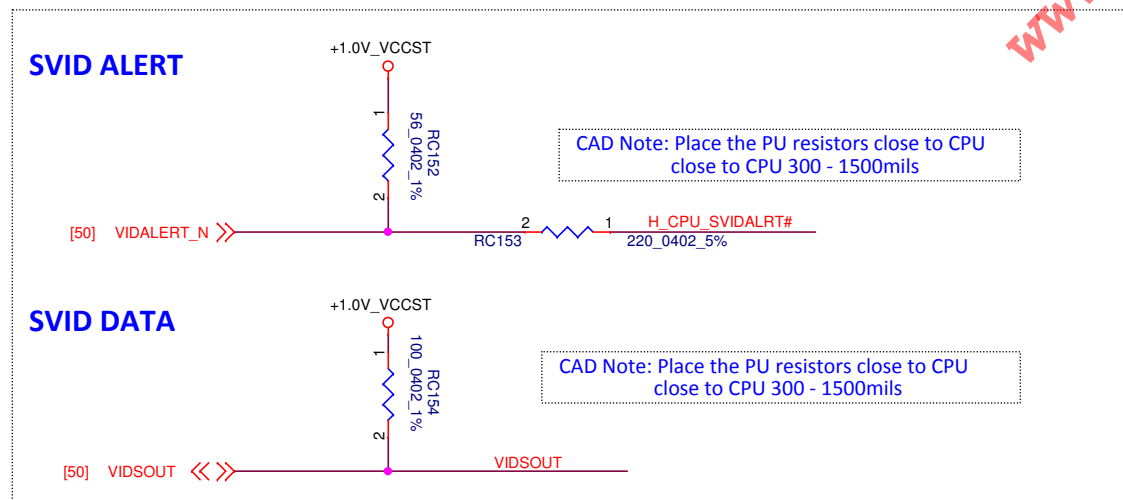 www.
SVID ALERT
+1.0V_VCCST
1
RC152
56_0402_1%
2
CAD Note: Place the PU resistors close to CPU
close to CPU 300 - 1500mils
[50] VIDALERT_N
2
1
H_CPU_SVIDALRT#
RC153
220_0402_5%
SVID DATA
+1.0V_VCCST
1
RC154
100_0402_1%
2
CAD Note: Place the PU resistors close to CPU
close to CPU 300 - 1500mils
[50] VIDSOUT
VIDSOUT